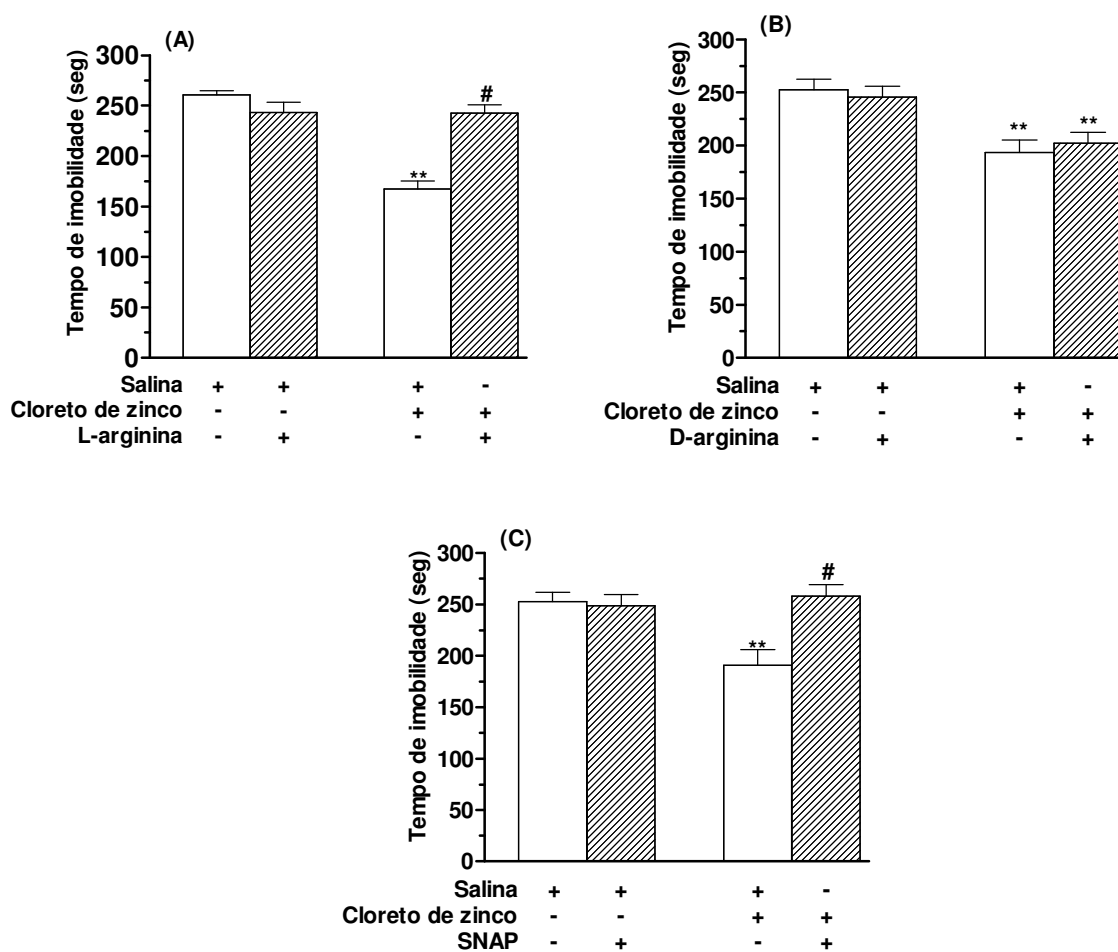 (A)
Tempo de imobilidade (seg)
300
250
200
150
100
50
0
**
#
Salina + + + -
Cloreto de zinco - - + +
L-arginina - + - +
(B)
Tempo de imobilidade (seg)
300
250
200
150
100
50
0
**
**
Salina + + + -
Cloreto de zinco - - + +
D-arginina - + - +
(C)
Tempo de imobilidade (seg)
300
250
200
150
100
50
0
**
#
Salina + + + -
Cloreto de zinco - - + +
SNAP - + - +